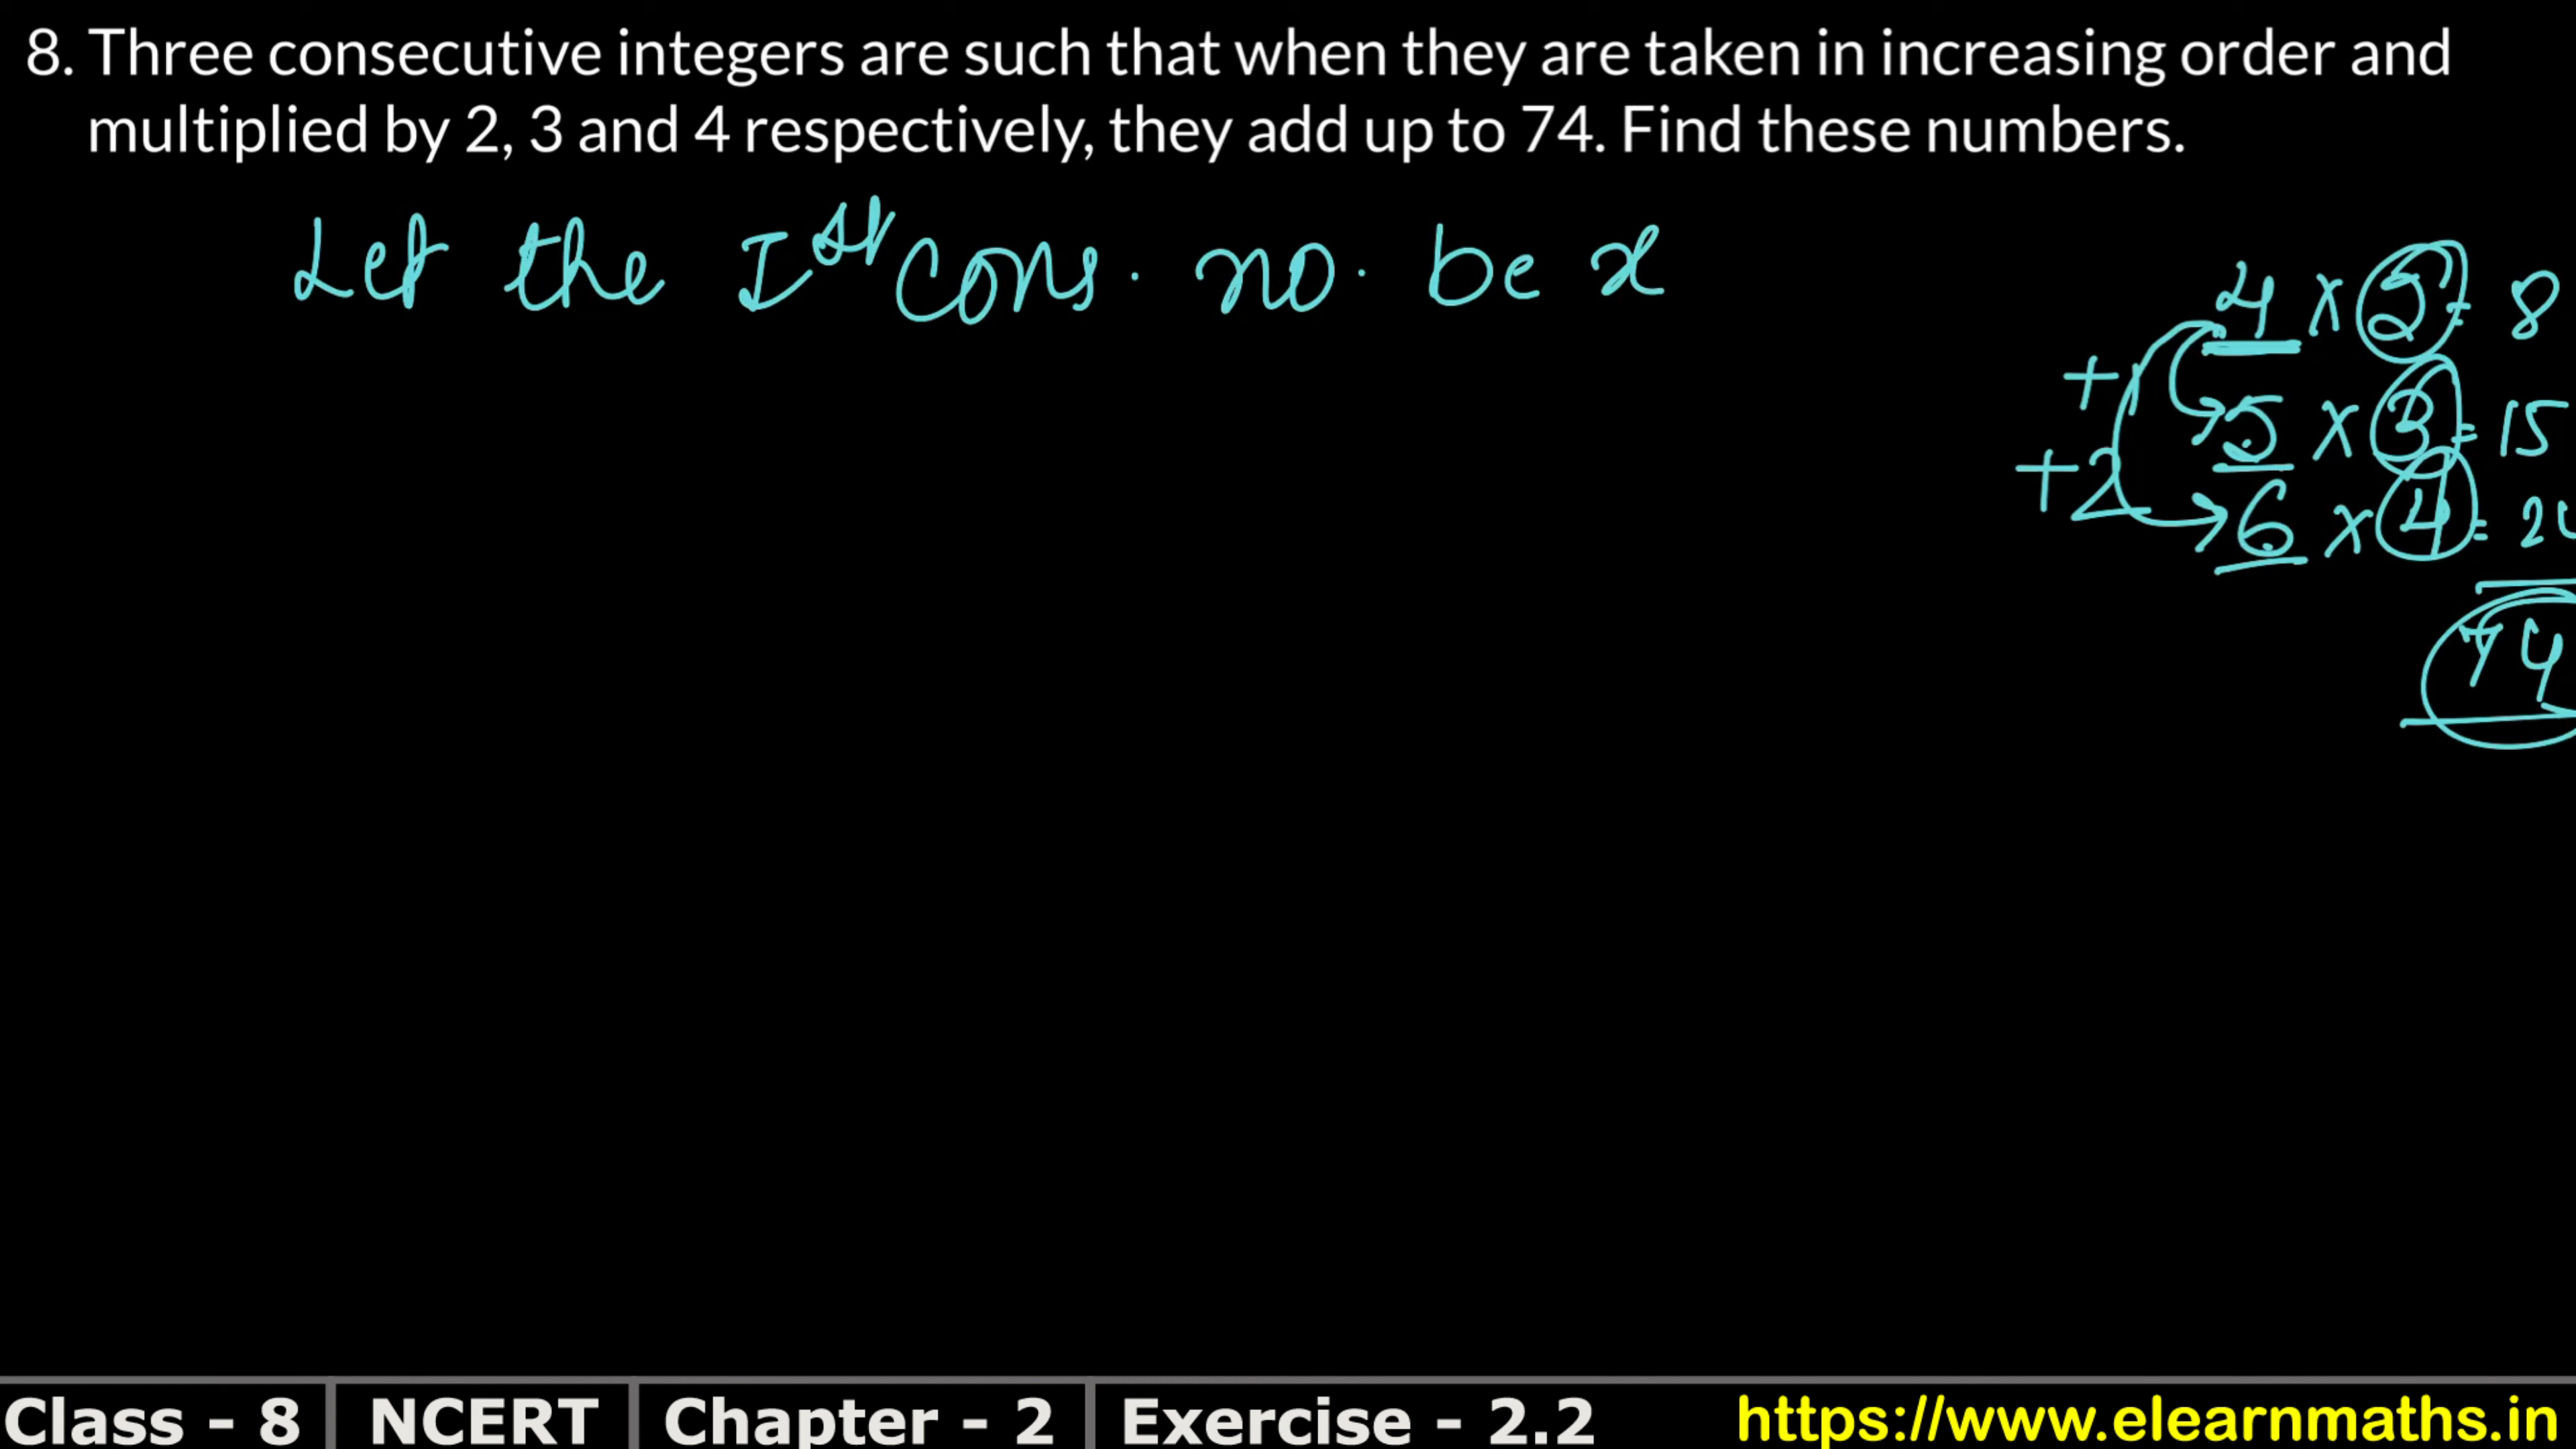 8. Three consecutive integers are such that when they are taken in increasing order and
multiplied by 2, 3 and 4 respectively, they add up to 74. Find these numbers.
Let the Ist cons. no. be x
4 × 2 = 8
+1
5 × 3 = 15
+2
6 × 4 = 24
74
Class - 8 NCERT Chapter - 2 Exercise - 2.2 https://www.elearnmaths.in